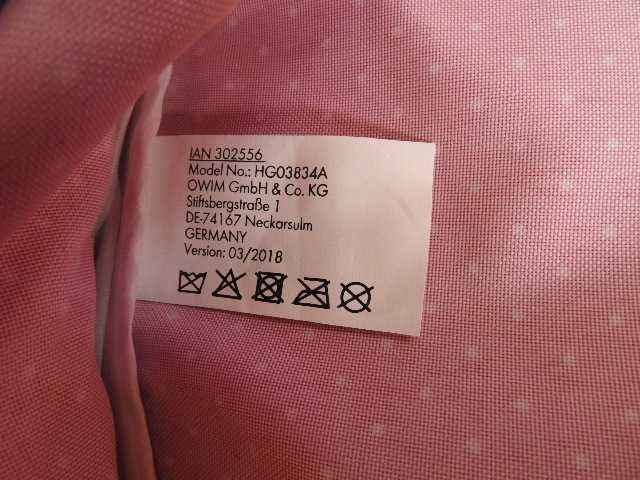 IAN 302556
Model No.: HG03834A
OWIM GmbH & Co. KG
Stiftsbergstraße 1
DE-74167 Neckarsulm
GERMANY
Version: 03/2018